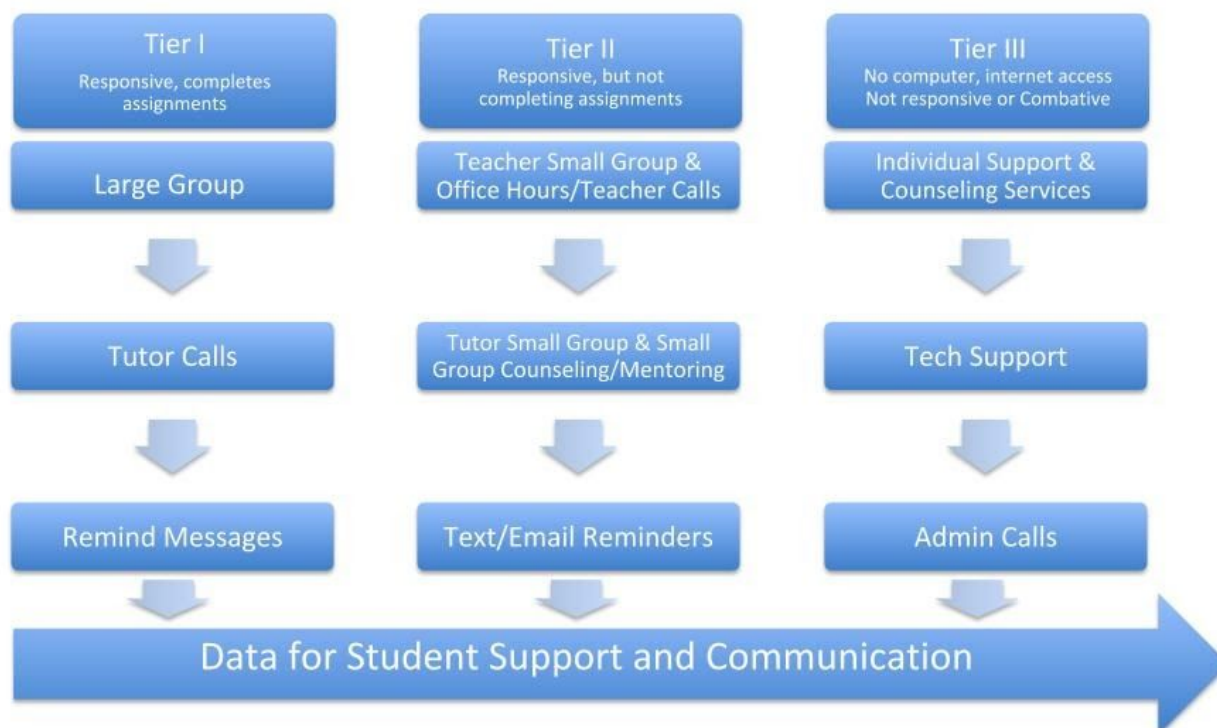 Tier I
Responsive, completes
assignments
Large Group
Tutor Calls
Remind Messages
Tier II
Responsive, but not
completing assignments
Teacher Small Group &
Office Hours/Teacher Calls
Tutor Small Group & Small
Group Counseling/Mentoring
Text/Email Reminders
Tier III
No computer, internet access
Not responsive or Combative
Individual Support &
Counseling Services
Tech Support
Admin Calls
Data for Student Support and Communication